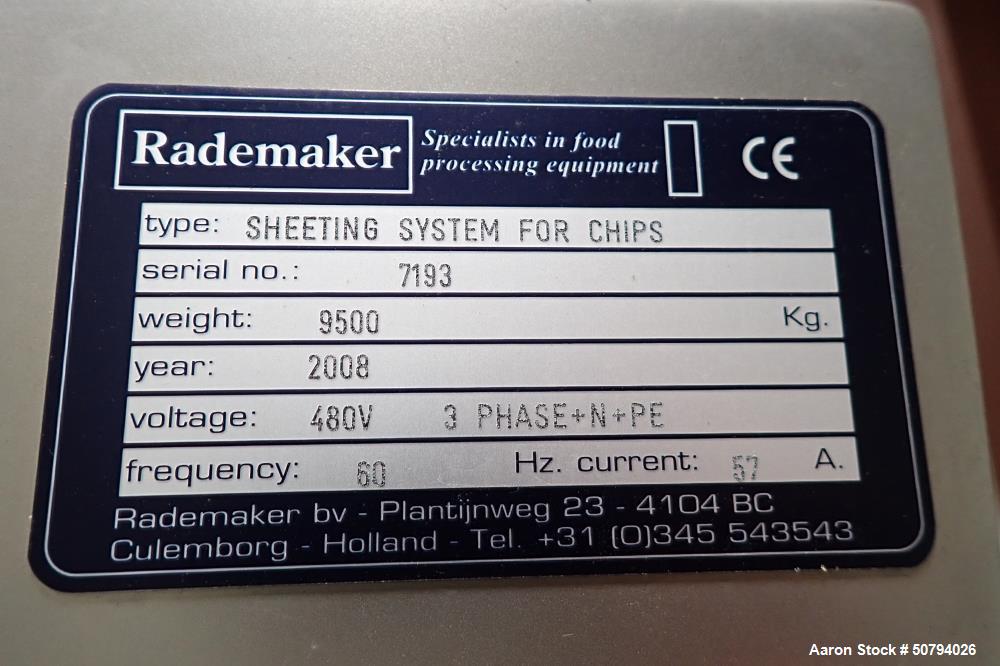 Rademaker
Specialists in food
processing equipment
CE
type: SHEETING SYSTEM FOR CHIPS
serial no.: 7193
weight: 9500 Kg.
year: 2008
voltage: 480V 3 PHASE+N+PE
frequency: 60 Hz. current: 57 A.
Rademaker bv - Plantijnweg 23 - 4104 BC
Culemborg - Holland - Tel. +31 (0)345 543543
Aaron Stock # 50794026